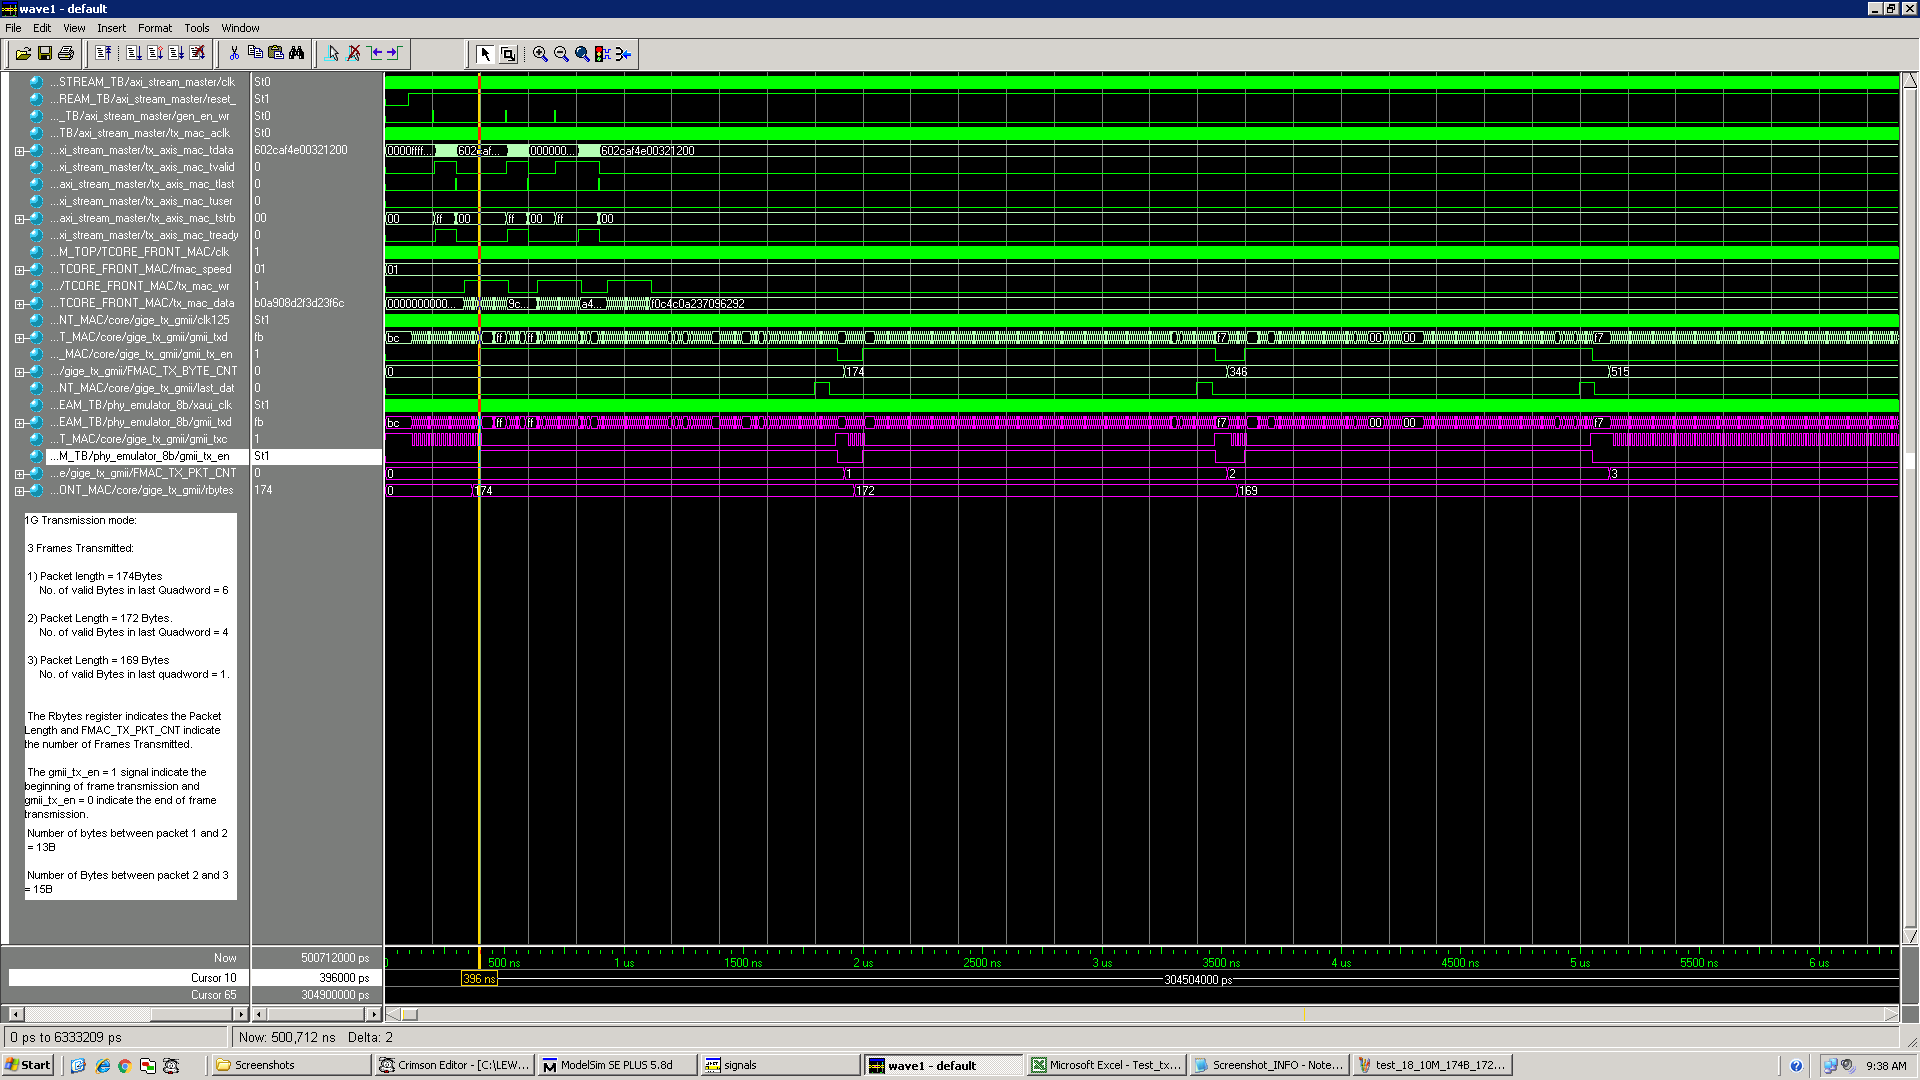 wave1 - default
File Edit View Insert Format Tools Window
...STREAM_TB/axi_stream_master/clk St0
...REAM_TB/axi_stream_master/reset_ St1
..._TB/axi_stream_master/gen_en_wr St0
...TB/axi_stream_master/tx_mac_aclk St0
...xi_stream_master/tx_axis_mac_tdata 602caf4e00321200 0000ffff... 602caf... 000000... 602caf4e00321200
...xi_stream_master/tx_axis_mac_tvalid 0
...axi_stream_master/tx_axis_mac_tlast 0
...xi_stream_master/tx_axis_mac_tuser 0
...axi_stream_master/tx_axis_mac_tstrb 00 00 ff 00 ff 00 ff 00
...xi_stream_master/tx_axis_mac_tready 0
...M_TOP/TCORE_FRONT_MAC/clk 1
...TCORE_FRONT_MAC/fmac_speed 01 01
.../TCORE_FRONT_MAC/tx_mac_wr 1
...TCORE_FRONT_MAC/tx_mac_data b0a908d2f3d23f6c 0000000000... 9c... a4... f0c4c0a237096292
...NT_MAC/core/gige_tx_gmii/clk125 St1
...T_MAC/core/gige_tx_gmii/gmii_txd fb bc ff ff f7 00 00 f7
..._MAC/core/gige_tx_gmii/gmii_tx_en 1
.../gige_tx_gmii/FMAC_TX_BYTE_CNT 0 0 174 346 515
...NT_MAC/core/gige_tx_gmii/last_dat 0
...EAM_TB/phy_emulator_8b/xaui_clk St1
...EAM_TB/phy_emulator_8b/gmii_txd fb bc ff ff f7 00 00 f7
...T_MAC/core/gige_tx_gmii/gmii_txc 1
...M_TB/phy_emulator_8b/gmii_tx_en St1
...e/gige_tx_gmii/FMAC_TX_PKT_CNT 0 0 1 2 3
...ONT_MAC/core/gige_tx_gmii/rbytes 174 0 174 172 169
1G Transmission mode:
3 Frames Transmitted:
1) Packet length = 174Bytes
No. of valid Bytes in last Quadword = 6
2) Packet Length = 172 Bytes.
No. of valid Bytes in last Quadword = 4
3) Packet Length = 169 Bytes
No. of valid Bytes in last quadword = 1.
The Rbytes register indicates the Packet
Length and FMAC_TX_PKT_CNT indicate
the number of Frames Transmitted.
The gmii_tx_en = 1 signal indicate the
beginning of frame transmission and
gmii_tx_en = 0 indicate the end of frame
transmission.
Number of bytes between packet 1 and 2
= 13B
Number of Bytes between packet 2 and 3
= 15B
Now 500712000 ps 500 ns 1 us 1500 ns 2 us 2500 ns 3 us 3500 ns 4 us 4500 ns 5 us 5500 ns 6 us
Cursor 10 396000 ps 396 ns 304504000 ps
Cursor 65 304900000 ps
0 ps to 6333209 ps Now: 500,712 ns Delta: 2
Start Screenshots Crimson Editor - [C:\LEW... ModelSim SE PLUS 5.8d signals wave1 - default Microsoft Excel - Test_tx... Screenshot_INFO - Note... test_18_10M_174B_172... 9:38 AM